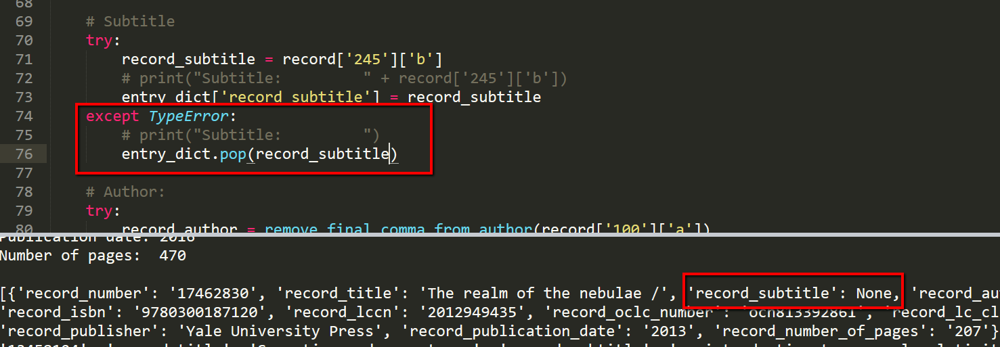 68
69 # Subtitle
70 try:
71 record_subtitle = record['245']['b']
72 # print("Subtitle:         " + record['245']['b'])
73 entry_dict['record_subtitle'] = record_subtitle
74 except TypeError:
75 # print("Subtitle:         ")
76 entry_dict.pop(record_subtitle)
77
78 # Author:
79 try:
80 record_author = remove_final_comma_from_author(record['100']['a'])
Publication date: 2016
Number of pages:  470
[{'record_number': '17462830', 'record_title': 'The realm of the nebulae /', 'record_subtitle': None, 'record_au
'record_isbn': '9780300187120', 'record_lccn': '2012949435', 'record_oclc_number': 'ocn813392861', 'record_lc_cl
'record_publisher': 'Yale University Press', 'record_publication_date': '2013', 'record_number_of_pages': '207'}